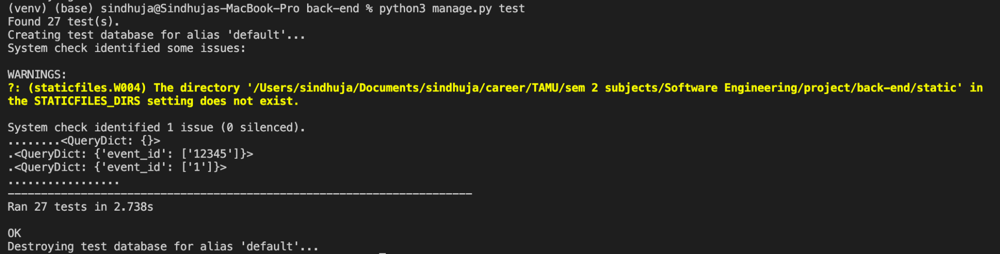 (venv) (base) sindhuja@Sindhujas-MacBook-Pro back-end % python3 manage.py test
Found 27 test(s).
Creating test database for alias 'default'...
System check identified some issues:
WARNINGS:
?: (staticfiles.W004) The directory '/Users/sindhuja/Documents/sindhuja/career/TAMU/sem 2 subjects/Software Engineering/project/back-end/static' in
the STATICFILES_DIRS setting does not exist.
System check identified 1 issue (0 silenced).
........<QueryDict: {}>
.<QueryDict: {'event_id': ['12345']}>
.<QueryDict: {'event_id': ['1']}>
.................
----------------------------------------------------------------------
Ran 27 tests in 2.738s
OK
Destroying test database for alias 'default'...